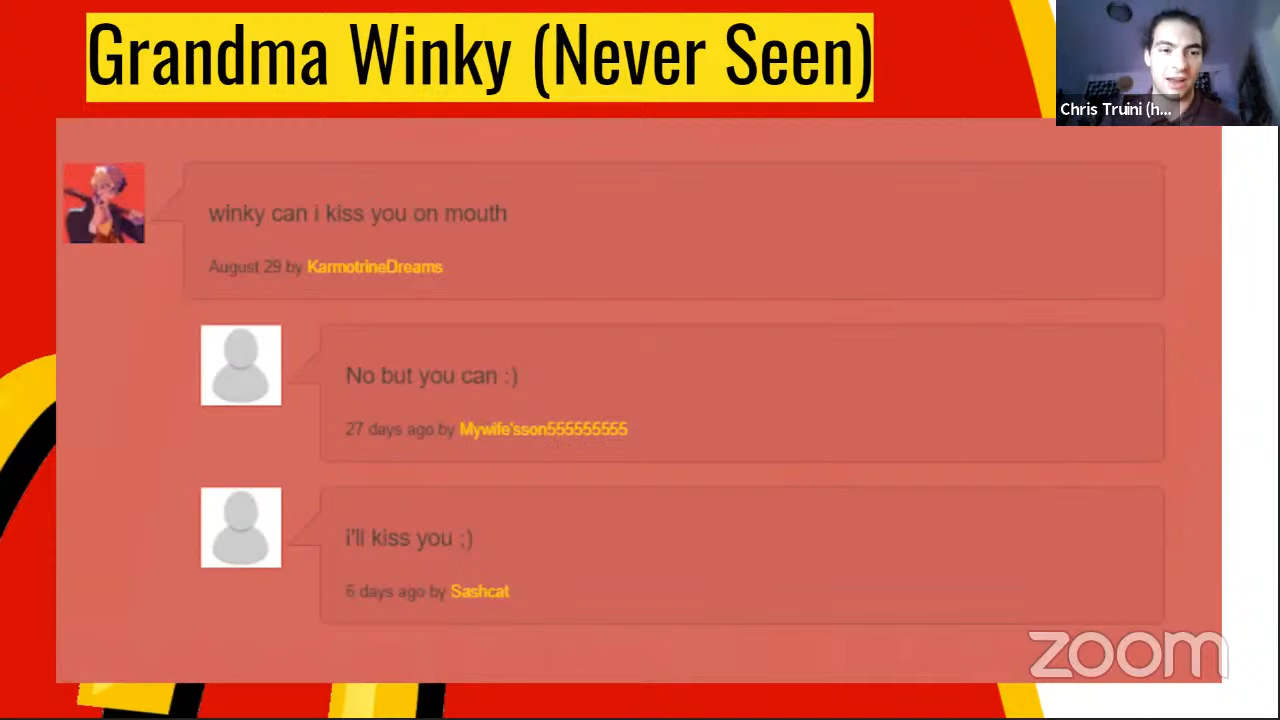 Grandma Winky (Never Seen)
Chris Truini (h...
winky can i kiss you on mouth
August 29 by KarmotrineDreams
No but you can :)
27 days ago by Mywife'sson555555555
i'll kiss you ;)
6 days ago by Sashcat
zoom